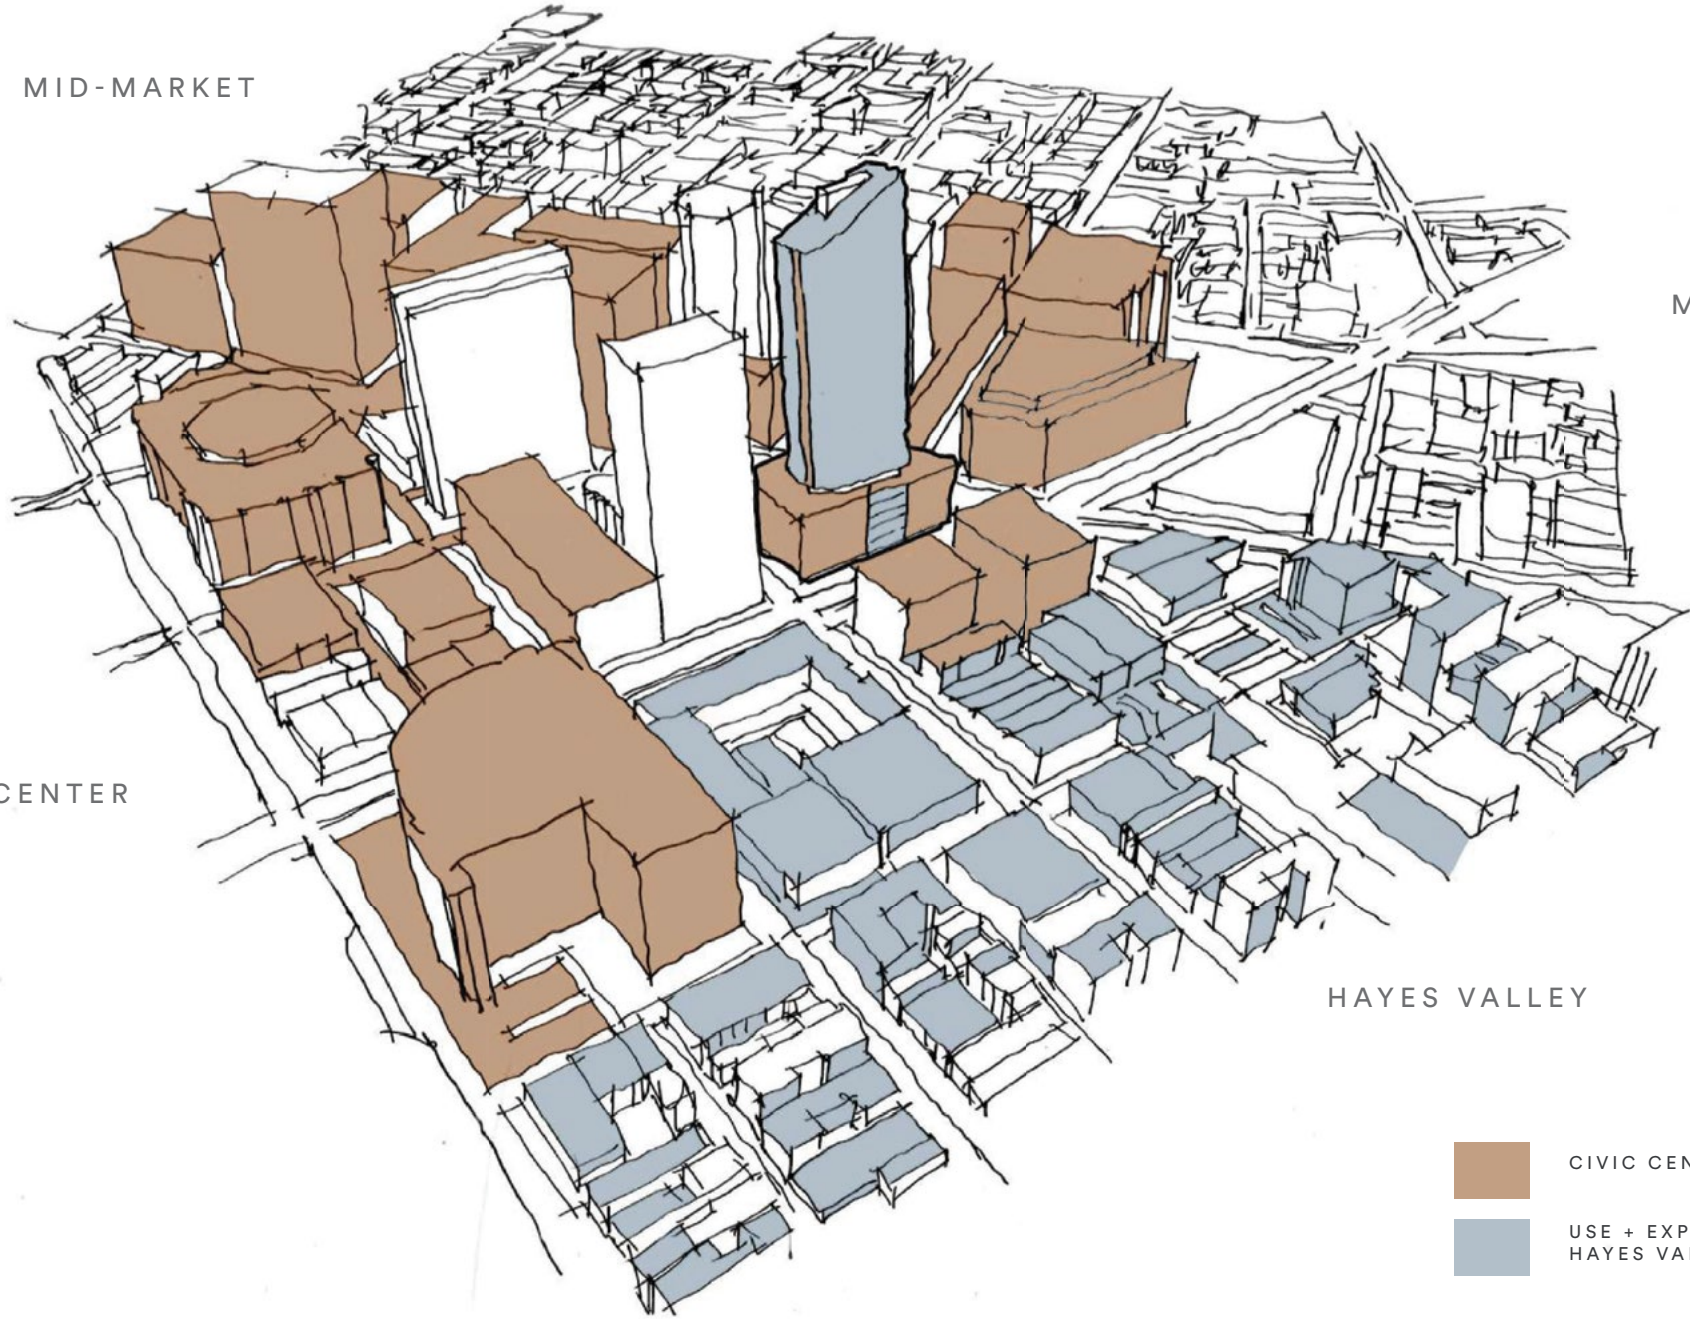 MID-MARKET
M
CENTER
HAYES VALLEY
CIVIC CEN
USE + EXP
HAYES VA